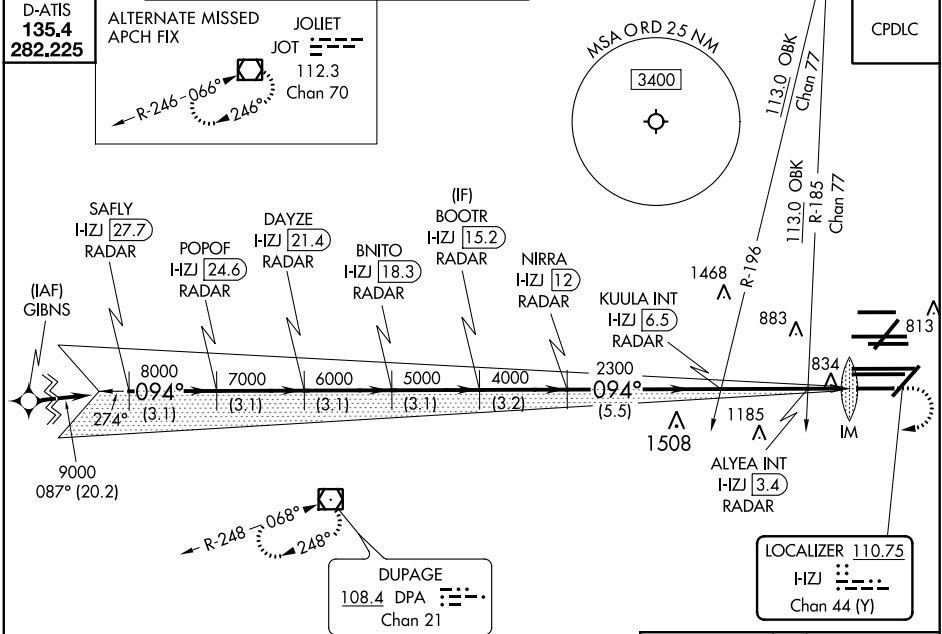 D-ATIS
135.4
282.225
ALTERNATE MISSED
APCH FIX
JOLIET
JOT
112.3
Chan 70
R-246
066°
246°
MSA ORD 25 NM
3400
113.0 OBK
Chan 77
R-196
113.0 OBK
R-185
Chan 77
CPDLC
(IAF)
GIBNS
SAFLY
I-IZJ 27.7
RADAR
POPOF
I-IZJ 24.6
RADAR
DAYZE
I-IZJ 21.4
RADAR
BNITO
I-IZJ 18.3
RADAR
(IF)
BOOTR
I-IZJ 15.2
RADAR
NIRRA
I-IZJ 12
RADAR
KUULA INT
I-IZJ 6.5
RADAR
1468
883
813
834
8000
094°
(3.1)
7000
(3.1)
6000
(3.1)
5000
(3.1)
4000
(3.2)
2300
094°
(5.5)
274°
9000
087° (20.2)
1508
1185
IM
ALYEA INT
I-IZJ 3.4
RADAR
R-248
068°
248°
DUPAGE
108.4 DPA
Chan 21
LOCALIZER 110.75
I-IZJ
Chan 44 (Y)